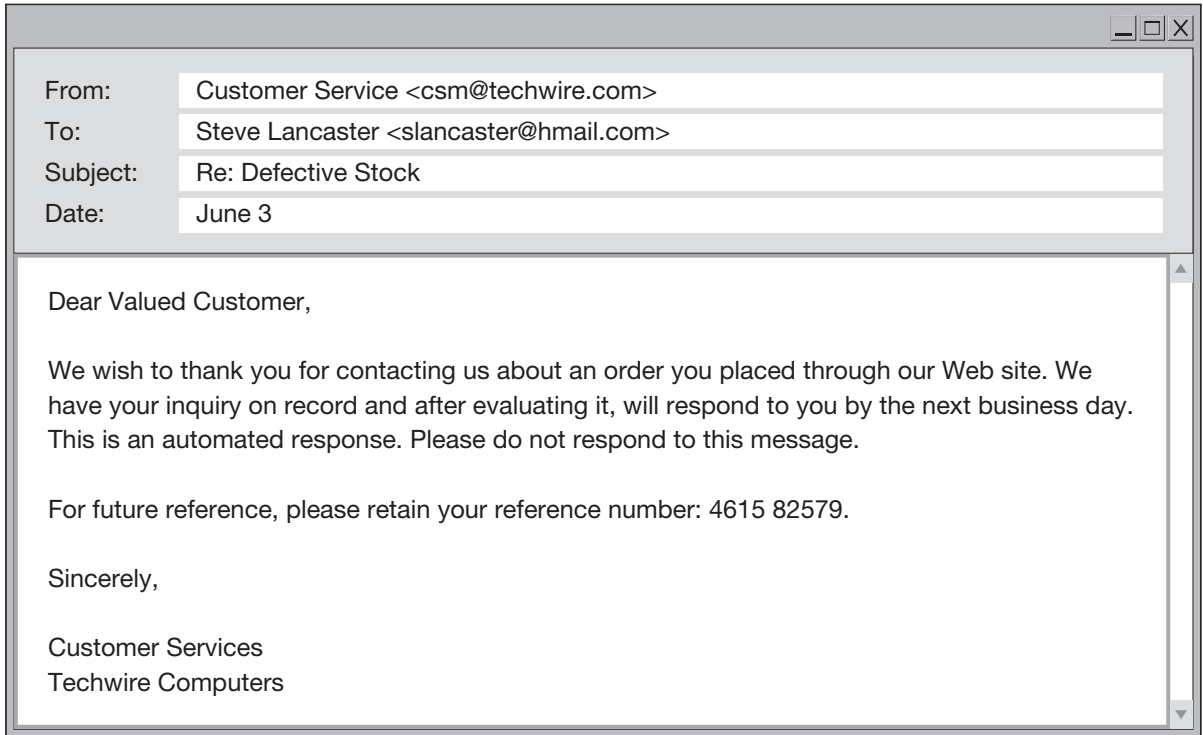 From: Customer Service <csm@techwire.com>
To: Steve Lancaster <slancaster@hmail.com>
Subject: Re: Defective Stock
Date: June 3
Dear Valued Customer,
We wish to thank you for contacting us about an order you placed through our Web site. We
have your inquiry on record and after evaluating it, will respond to you by the next business day.
This is an automated response. Please do not respond to this message.
For future reference, please retain your reference number: 4615 82579.
Sincerely,
Customer Services
Techwire Computers